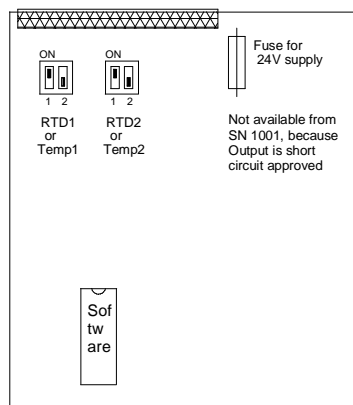 ON
1 2
RTD1
or
Temp1
ON
1 2
RTD2
or
Temp2
Fuse for
24V supply
Not available from
SN 1001, because
Output is short
circuit approved
Sof
tw
are